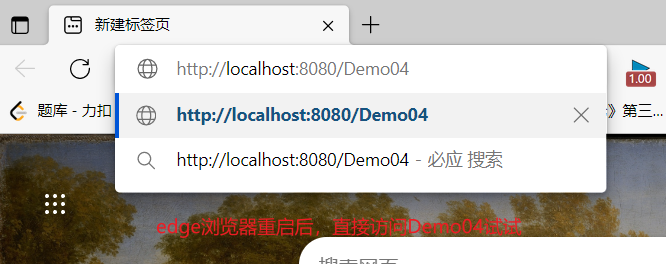 新建标签页
http://localhost:8080/Demo04
1.00
题库 - 力扣
http://localhost:8080/Demo04
》第三...
http://localhost:8080/Demo04 - 必应 搜索
edge浏览器重启后，直接访问Demo04试试
搜索网页